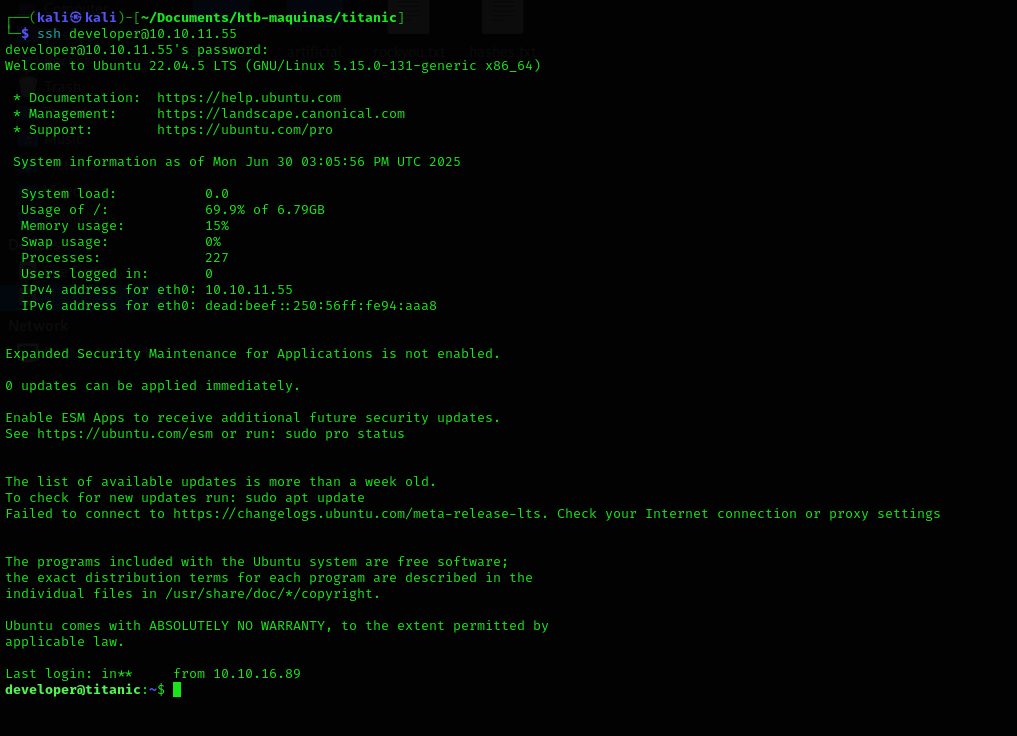 ┌──(kali㉿kali)-[~/Documents/htb-maquinas/titanic]
└─$ ssh developer@10.10.11.55
developer@10.10.11.55's password:
artificial rockyou.txt hashes.txt
Welcome to Ubuntu 22.04.5 LTS (GNU/Linux 5.15.0-131-generic x86_64)
 * Documentation:  https://help.ubuntu.com
 * Management:     https://landscape.canonical.com
 * Support:        https://ubuntu.com/pro
 System information as of Mon Jun 30 03:05:56 PM UTC 2025
  System load:           0.0
  Usage of /:            69.9% of 6.79GB
  Memory usage:          15%
  Swap usage:            0%
  Processes:             227
  Users logged in:       0
  IPv4 address for eth0: 10.10.11.55
  IPv6 address for eth0: dead:beef::250:56ff:fe94:aaa8
Network
Expanded Security Maintenance for Applications is not enabled.
0 updates can be applied immediately.
Enable ESM Apps to receive additional future security updates.
See https://ubuntu.com/esm or run: sudo pro status
The list of available updates is more than a week old.
To check for new updates run: sudo apt update
Failed to connect to https://changelogs.ubuntu.com/meta-release-lts. Check your Internet connection or proxy settings
The programs included with the Ubuntu system are free software;
the exact distribution terms for each program are described in the
individual files in /usr/share/doc/*/copyright.
Ubuntu comes with ABSOLUTELY NO WARRANTY, to the extent permitted by
applicable law.
Last login: in**     from 10.10.16.89
developer@titanic:~$